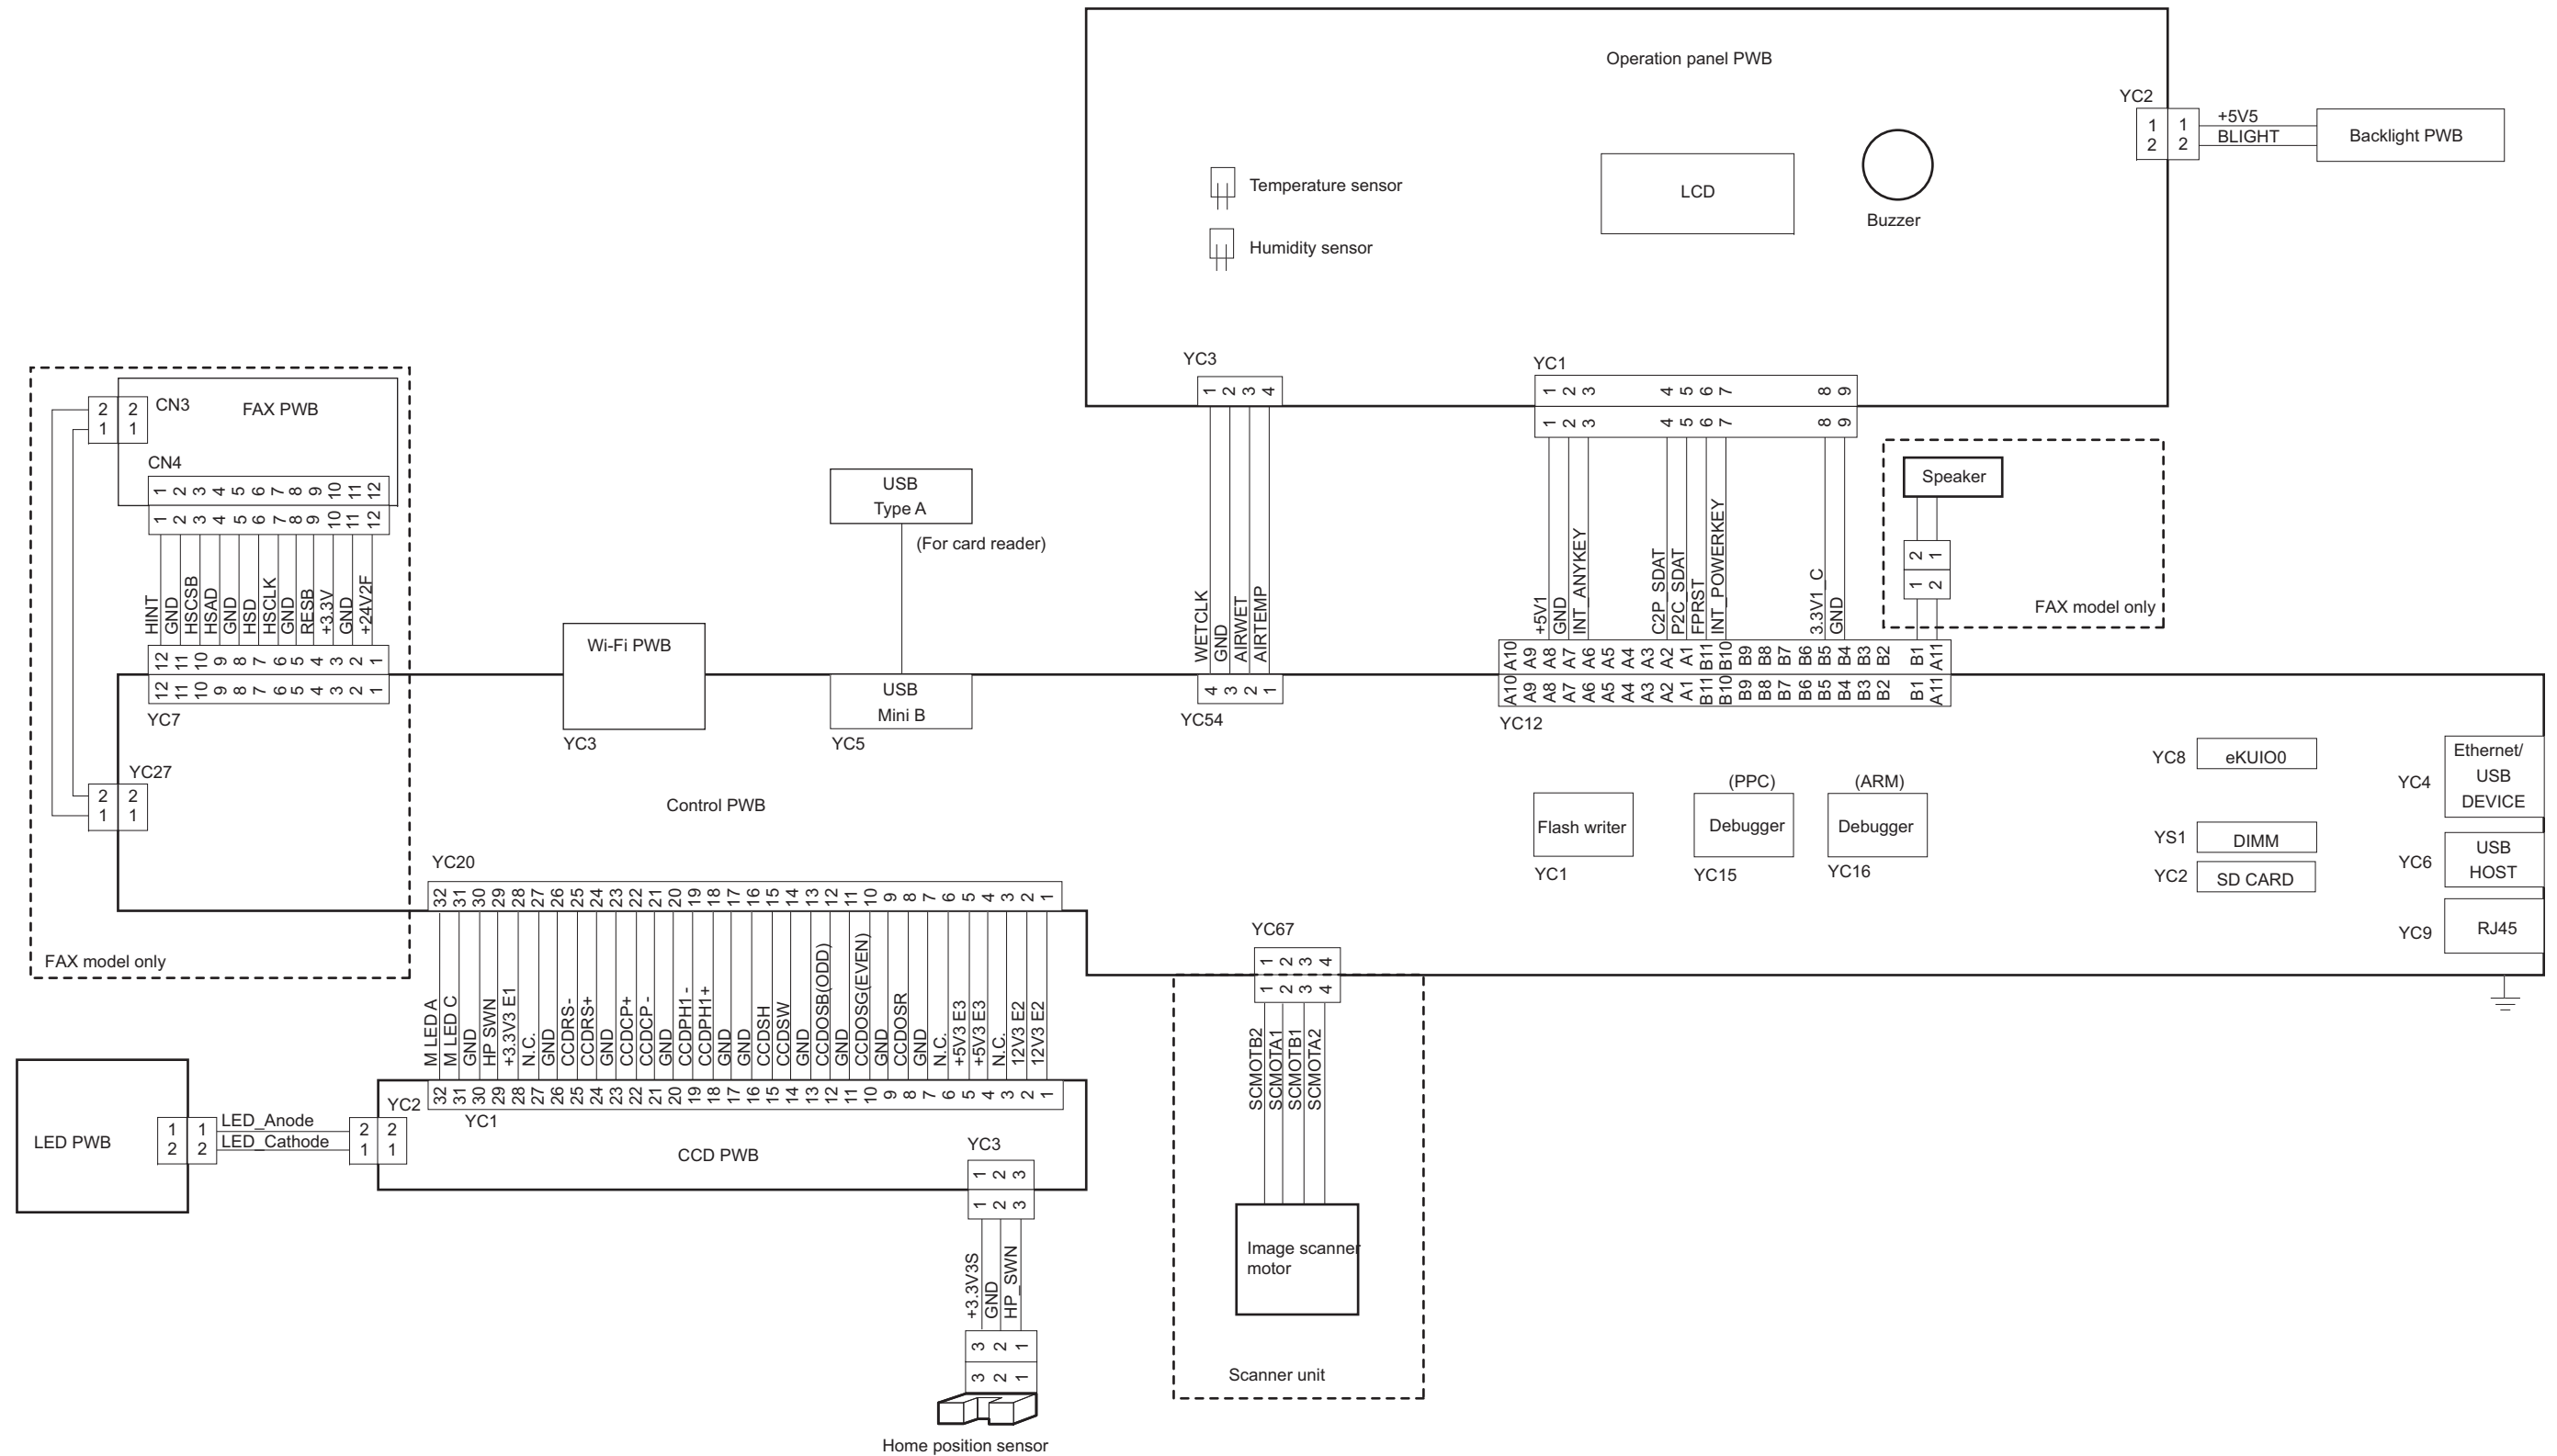 Operation panel PWB
YC2
1 1 +5V5
2 2 BLIGHT
Backlight PWB
Temperature sensor
Humidity sensor
LCD
Buzzer
YC3
1 2 3 4
YC1
1 2 3 4 5 6 7 8 9
1 2 3 4 5 6 7 8 9
+5V1
GND
INT_ANYKEY
C2P_SDAT
P2C_SDAT
FPRST
INT_POWERKEY
3.3V1_C
GND
Speaker
2 1
1 2
FAX model only
2 2 CN3
1 1
FAX PWB
CN4
1 2 3 4 5 6 7 8 9 10 11 12
1 2 3 4 5 6 7 8 9 10 11 12
HINT
GND
HSCSB
HSAD
GND
HSD
HSCLK
GND
RESB
+3.3V
GND
+24V2F
12 11 10 9 8 7 6 5 4 3 2 1
12 11 10 9 8 7 6 5 4 3 2 1
YC7
USB
Type A
(For card reader)
Wi-Fi PWB
YC3
USB
Mini B
YC5
WETCLK
GND
AIRWET
AIRTEMP
4 3 2 1
YC54
A10 A9 A8 A7 A6 A5 A4 A3 A2 A1 B11 B10 B9 B8 B7 B6 B5 B4 B3 B2 B1 A11
A10 A9 A8 A7 A6 A5 A4 A3 A2 A1 B11 B10 B9 B8 B7 B6 B5 B4 B3 B2 B1 A11
YC12
YC27
2 2
1 1
Control PWB
FAX model only
Flash writer
YC1
(PPC)
Debugger
YC15
(ARM)
Debugger
YC16
YC8 eKUIO0
YS1 DIMM
YC2 SD CARD
YC4
Ethernet/
USB
DEVICE
YC6
USB
HOST
YC9 RJ45
YC20
32 31 30 29 28 27 26 25 24 23 22 21 20 19 18 17 16 15 14 13 12 11 10 9 8 7 6 5 4 3 2 1
M LED A
M LED C
GND
HP SWN
+3.3V3 E1
N.C.
GND
CCDRS-
CCDRS+
GND
CCDCP+
CCDCP-
GND
CCDPH1 -
CCDPH1+
GND
GND
CCDSH
CCDSW
GND
CCDOSB(ODD)
GND
CCDOSG(EVEN)
GND
CCDOSR
GND
N.C.
+5V3 E3
+5V3 E3
N.C.
12V3 E2
12V3 E2
32 31 30 29 28 27 26 25 24 23 22 21 20 19 18 17 16 15 14 13 12 11 10 9 8 7 6 5 4 3 2 1
YC1
YC67
1 2 3 4
1 2 3 4
SCMOTB2
SCMOTA1
SCMOTB1
SCMOTA2
Image scanner
motor
Scanner unit
LED PWB
1 1 LED_Anode 2 2
2 2 LED_Cathode 1 1
YC2
CCD PWB
YC3
1 2 3
1 2 3
+3.3V3S
GND
HP_SWN
3 2 1
3 2 1
Home position sensor